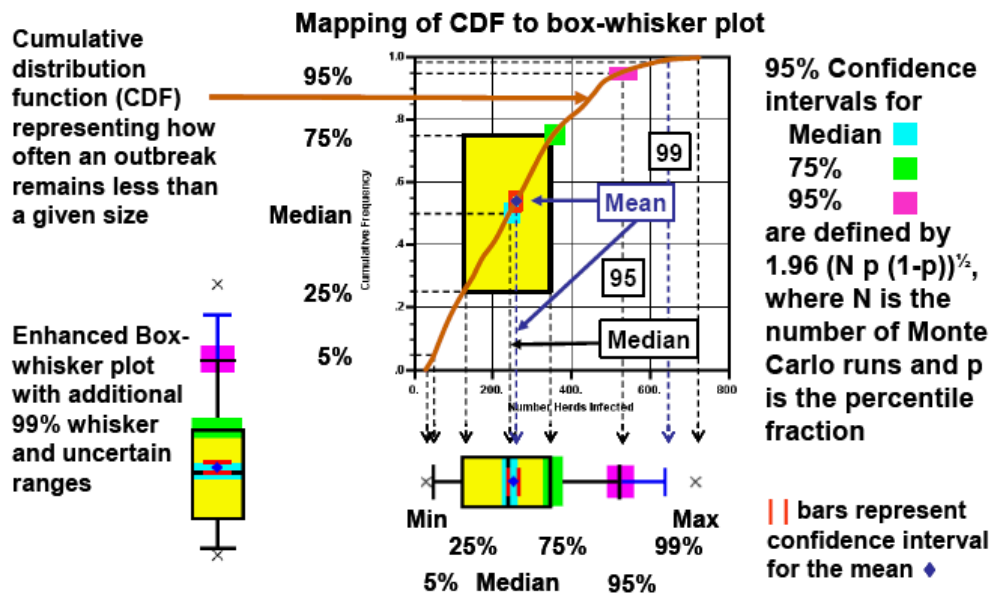 Mapping of CDF to box-whisker plot
Cumulative
distribution
function (CDF)
representing how
often an outbreak
remains less than
a given size
Enhanced Box-
whisker plot
with additional
99% whisker
and uncertain
ranges
95%
75%
Median
25%
5%
Cumulative Frequency
1.0
.8
.6
.4
.2
.0
0.
200.
400.
600.
800
Number Herds Infected
99
Mean
95
Median
Min
Max
25%
75%
99%
5%
Median
95%
95% Confidence
intervals for
Median
75%
95%
are defined by
1.96 (N p (1-p))^½,
where N is the
number of Monte
Carlo runs and p
is the percentile
fraction
| | bars represent
confidence interval
for the mean ♦